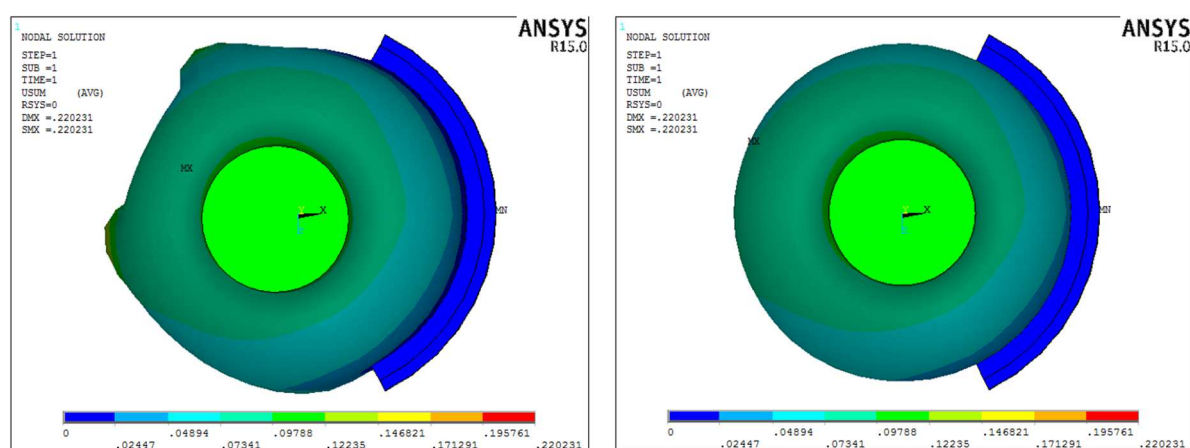 1
ANSYS
R15.0
NODAL SOLUTION
STEP=1
SUB =1
TIME=1
USUM (AVG)
RSYS=0
DMX =.220231
SMX =.220231
MX
Y
X
MN
0
.02447
.04894
.07341
.09788
.12235
.146821
.171291
.195761
.220231
1
ANSYS
R15.0
NODAL SOLUTION
STEP=1
SUB =1
TIME=1
USUM (AVG)
RSYS=0
DMX =.220231
SMX =.220231
MX
Y
X
MN
0
.02447
.04894
.07341
.09788
.12235
.146821
.171291
.195761
.220231